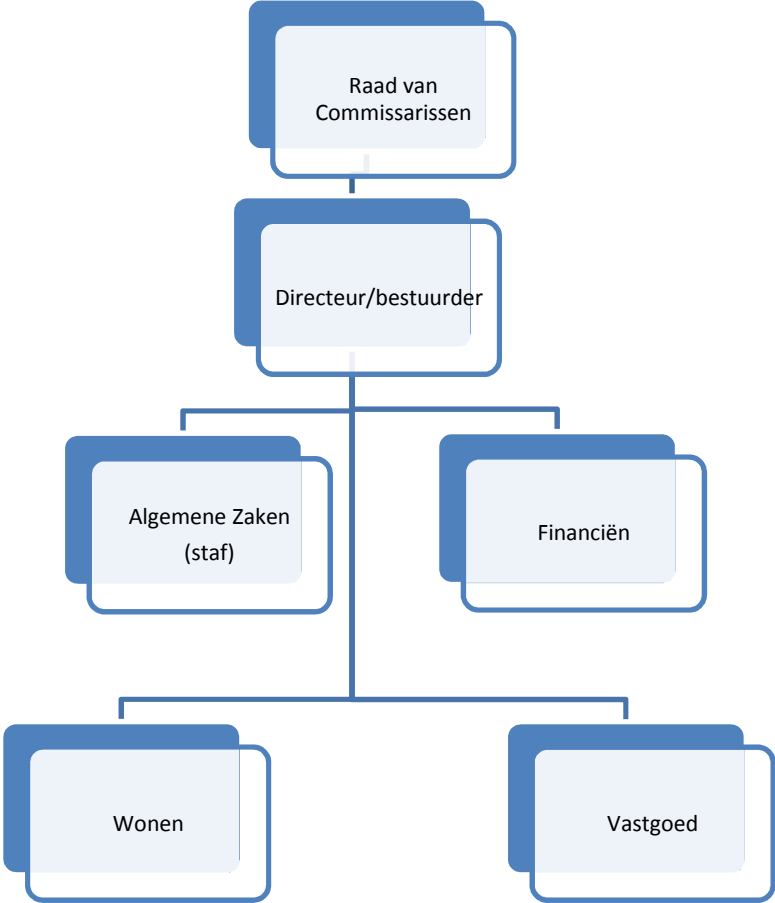 Raad van
Commissarissen
Directeur/bestuurder
Algemene Zaken
(staf)
Financiën
Wonen
Vastgoed